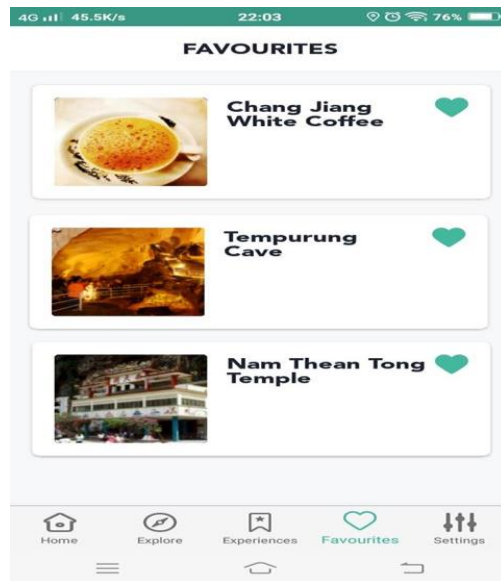 4G 45.5K/s 22:03 76%
FAVOURITES
Chang Jiang
White Coffee
Tempurung
Cave
Nam Thean Tong
Temple
Home Explore Experiences Favourites Settings